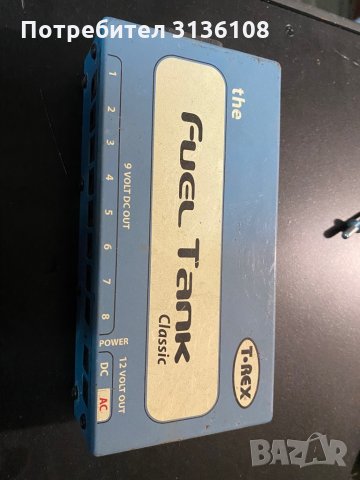 Потребител 3136108
the
FUEL TANK
Classic
T-REX
1 2 3 4 5 6 7 8
9 VOLT DC OUT
POWER
DC AC
12 VOLT OUT
BAZAR